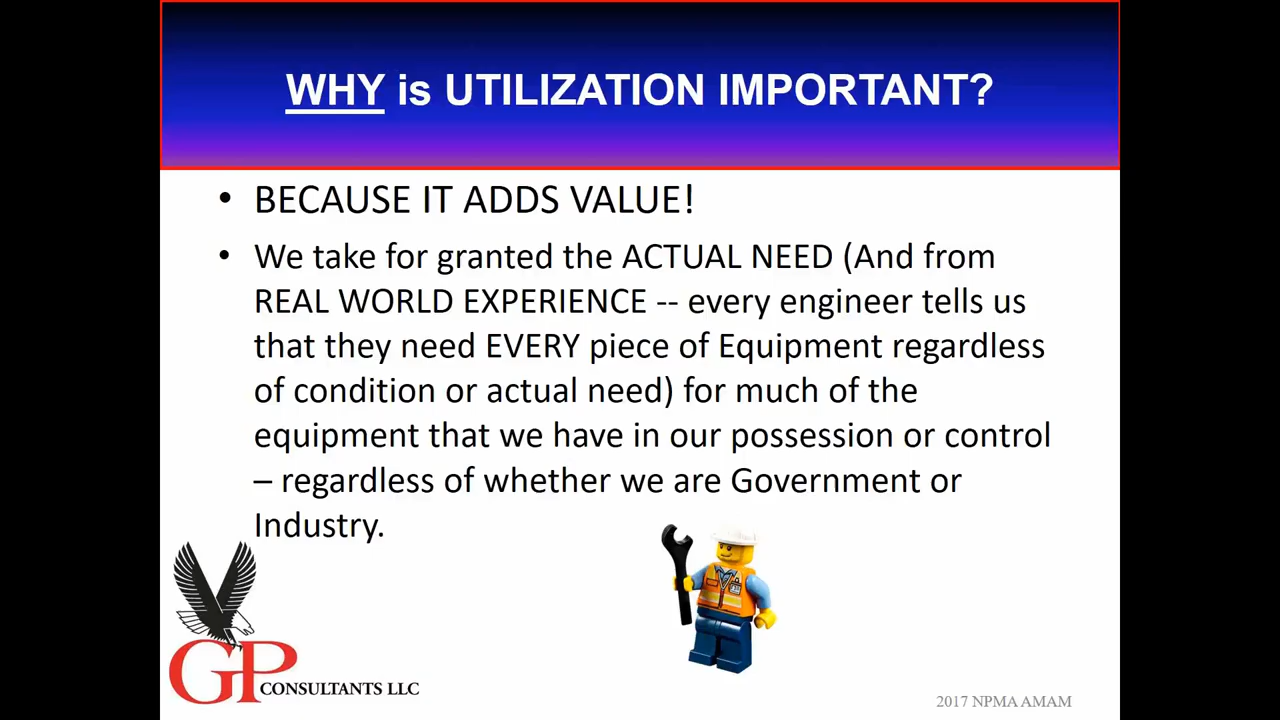 WHY is UTILIZATION IMPORTANT?
• BECAUSE IT ADDS VALUE!
• We take for granted the ACTUAL NEED (And from
REAL WORLD EXPERIENCE -- every engineer tells us
that they need EVERY piece of Equipment regardless
of condition or actual need) for much of the
equipment that we have in our possession or control
– regardless of whether we are Government or
Industry.
GP CONSULTANTS LLC
2017 NPMA AMAM